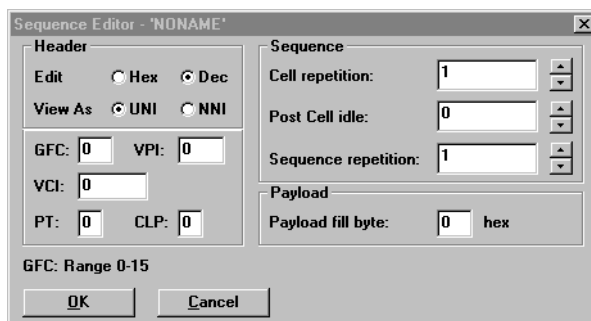 Sequence Editor - 'NONAME'
Header
Edit Hex Dec
View As UNI NNI
GFC: 0 VPI: 0
VCI: 0
PT: 0 CLP: 0
Sequence
Cell repetition: 1
Post Cell idle: 0
Sequence repetition: 1
Payload
Payload fill byte: 0 hex
GFC: Range 0-15
OK Cancel